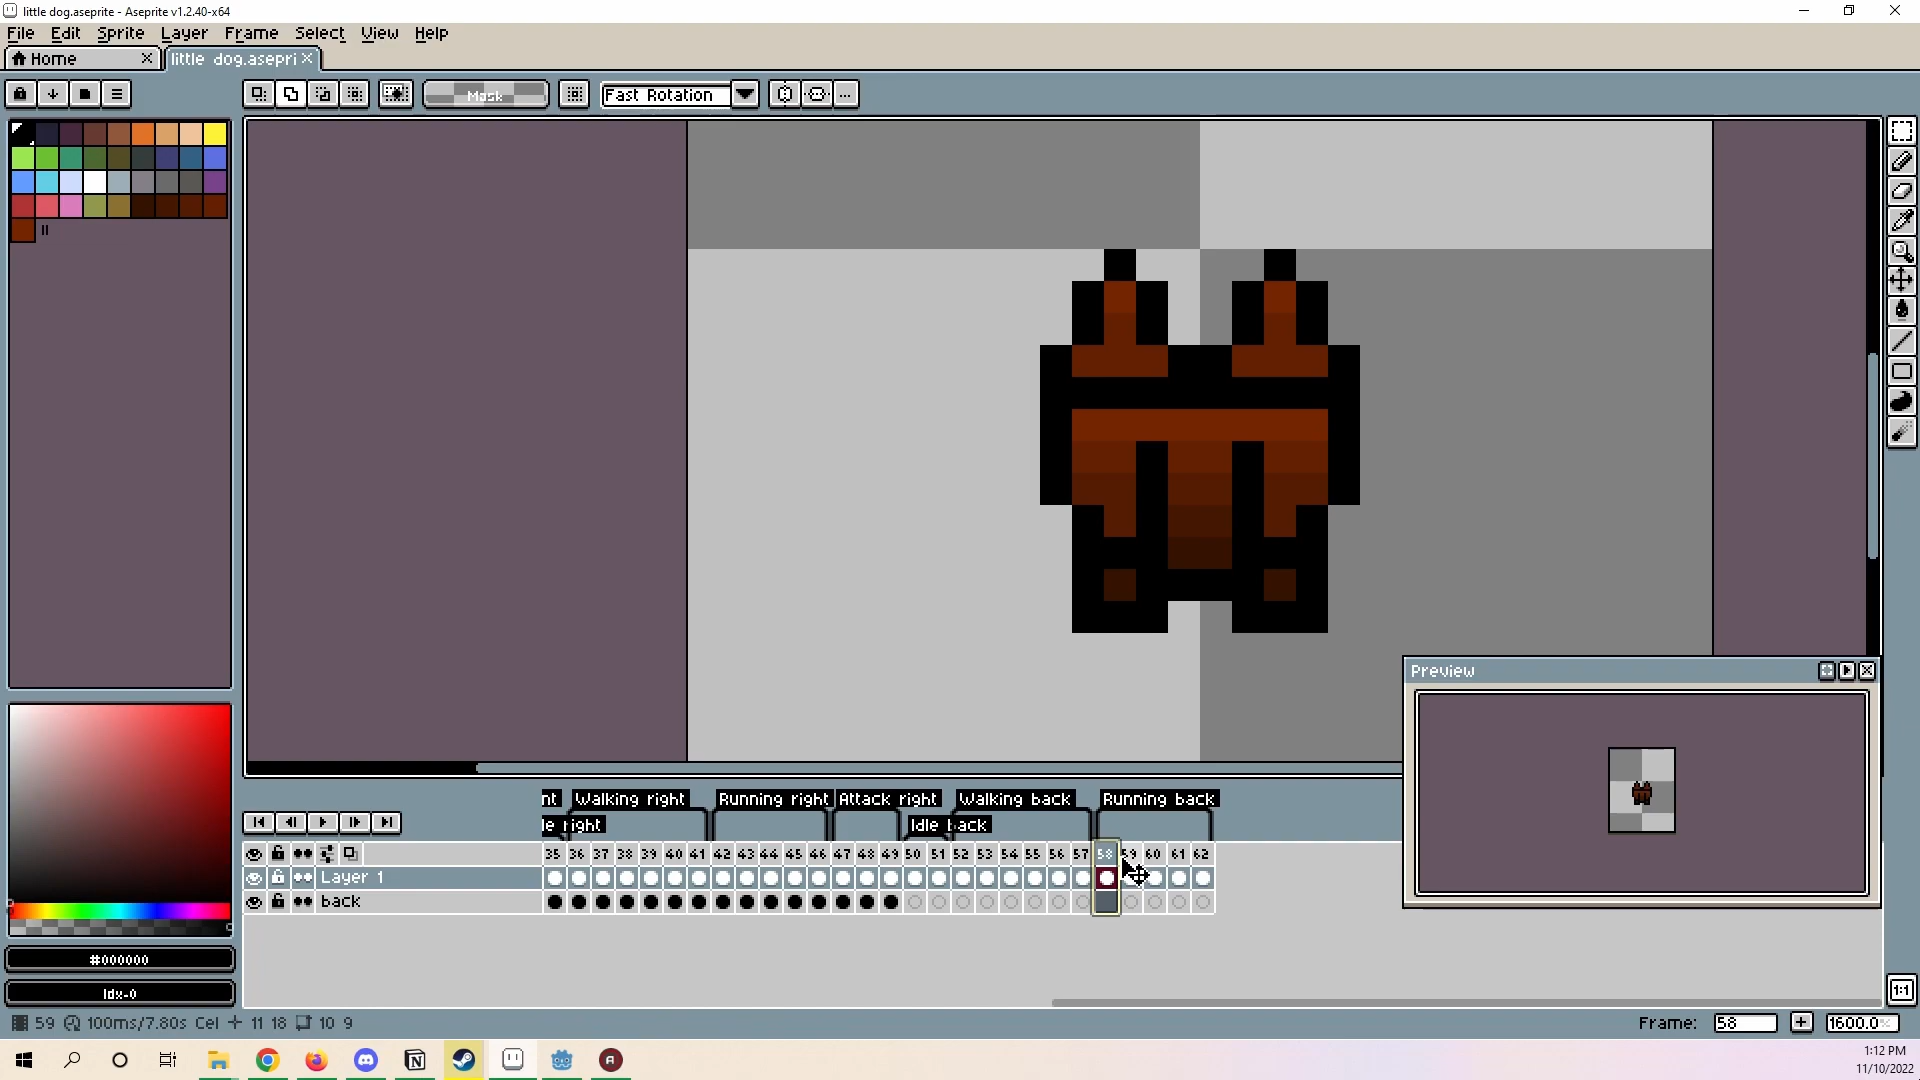 little dog.aseprite - Aseprite v1.2.40-x64
File Edit Sprite Layer Frame Select View Help
Home
little dog.asepri
Mask
Fast Rotation
Preview
nt Walking right Running right Attack right Walking back Running back
le right Idle back
35 36 37 38 39 40 41 42 43 44 45 46 47 48 49 50 51 52 53 54 55 56 57 58 59 60 61 62
Layer 1
back
#000000
Idx-0
59 100ms/7.80s Cel 11 18 10 9
Frame: 58 1600.0
1:1
1:12 PM
11/10/2022